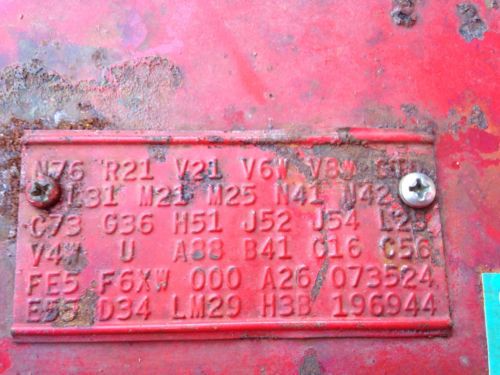 N76 R21 V21 V6W V8W
L31 M21 M25 N41 N42
C73 G36 H51 J52 J54 L25
V4W U A88 B41 C16 C56
FE5 F6XW 000 A26 073524
E55 D34 LM29 H3B 196944